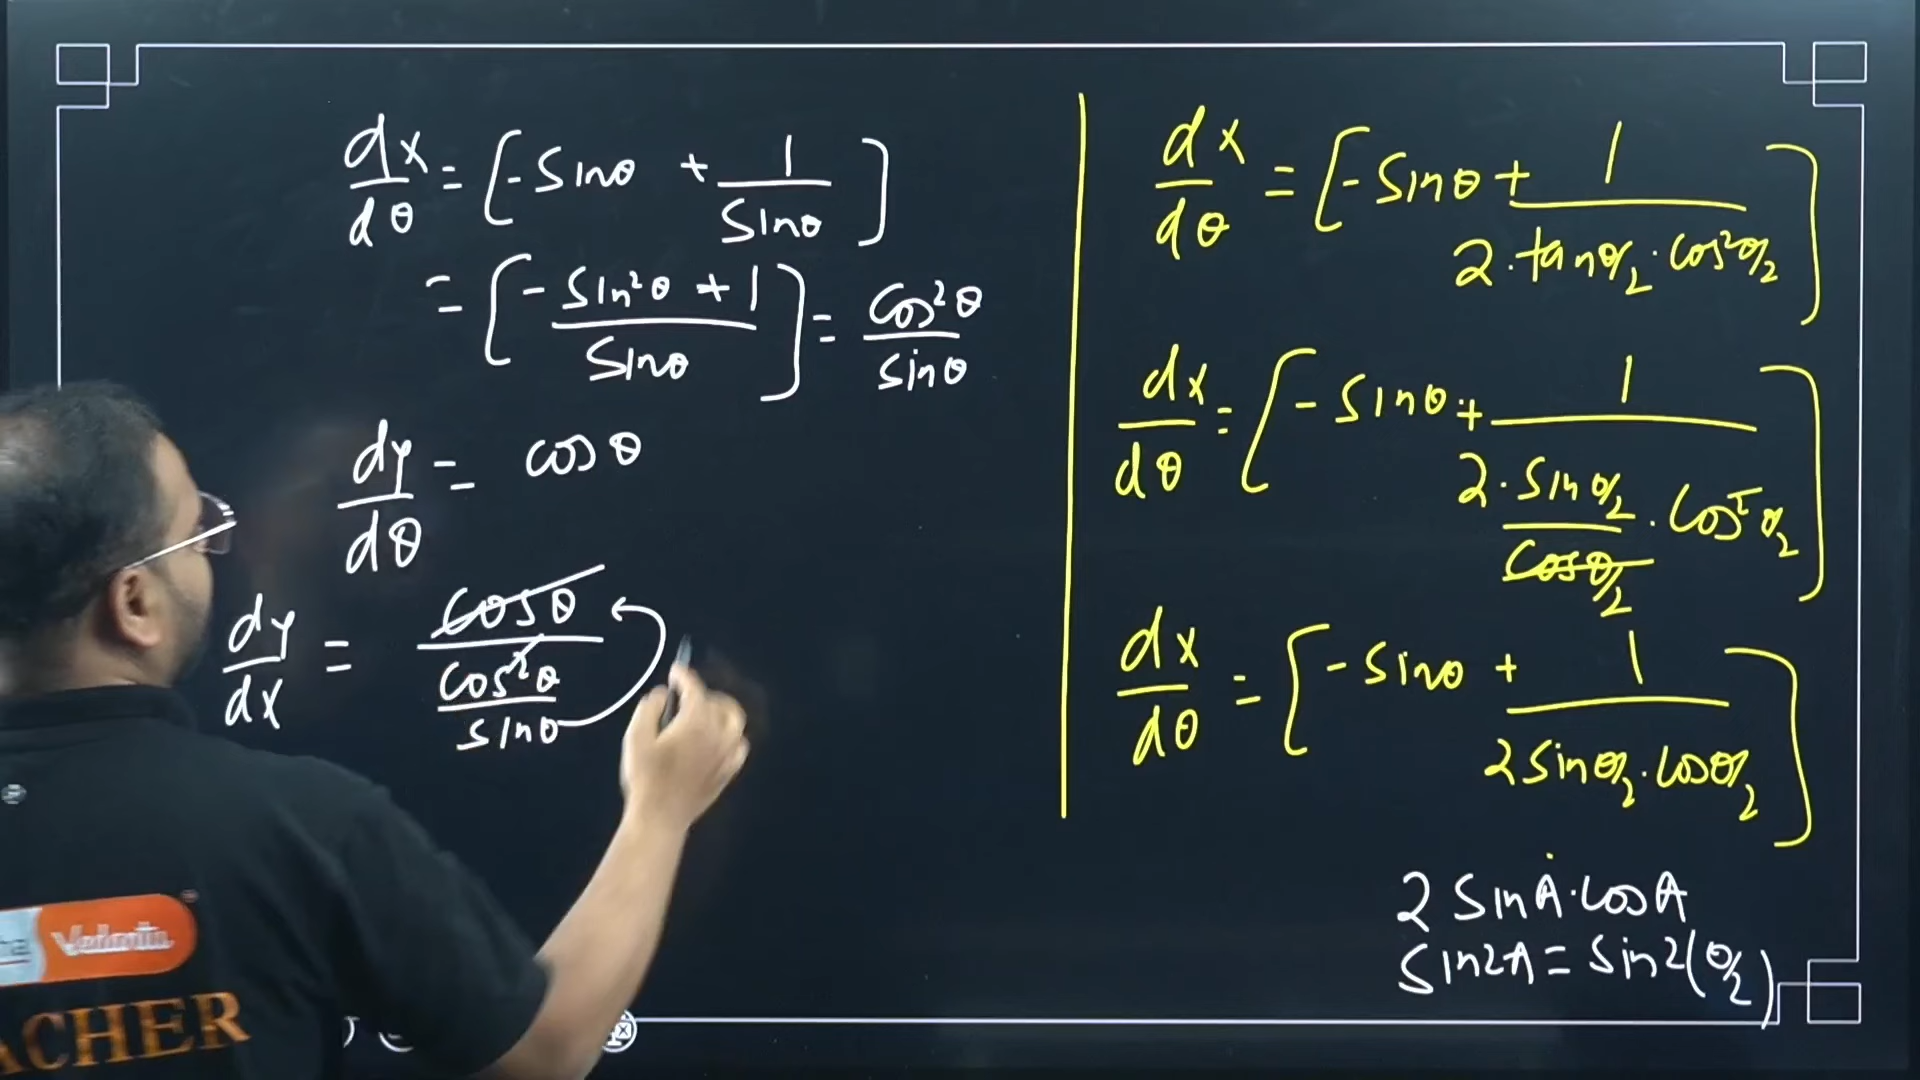 dx/dθ = [-sinθ + 1/sinθ]
= [-sin²θ + 1/sinθ] = cos²θ/sinθ
dy/dθ = cosθ
dy/dx = cosθ/(cos²θ/sinθ)
dx/dθ = [-sinθ + 1/(2·tanθ/2·cos²θ/2)]
dx/dθ = [-sinθ + 1/(2·sinθ/2/cosθ/2·cos²θ/2)]
dx/dθ = [-sinθ + 1/(2sinθ/2·cosθ/2)]
2 sinA·cosA
sin2A = sin2(θ/2)
Vedantu
ACHER